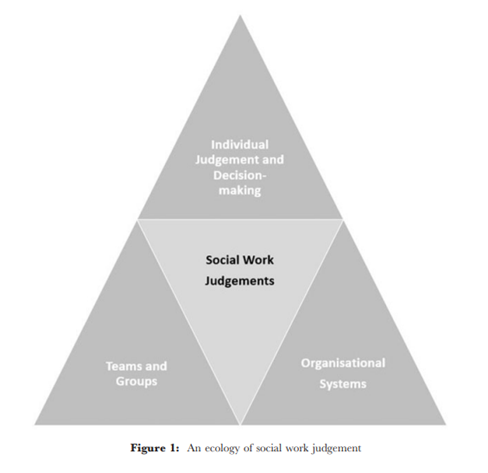 Individual
Judgement and
Decision-
making
Social Work
Judgements
Teams and
Groups
Organisational
Systems
Figure 1: An ecology of social work judgement